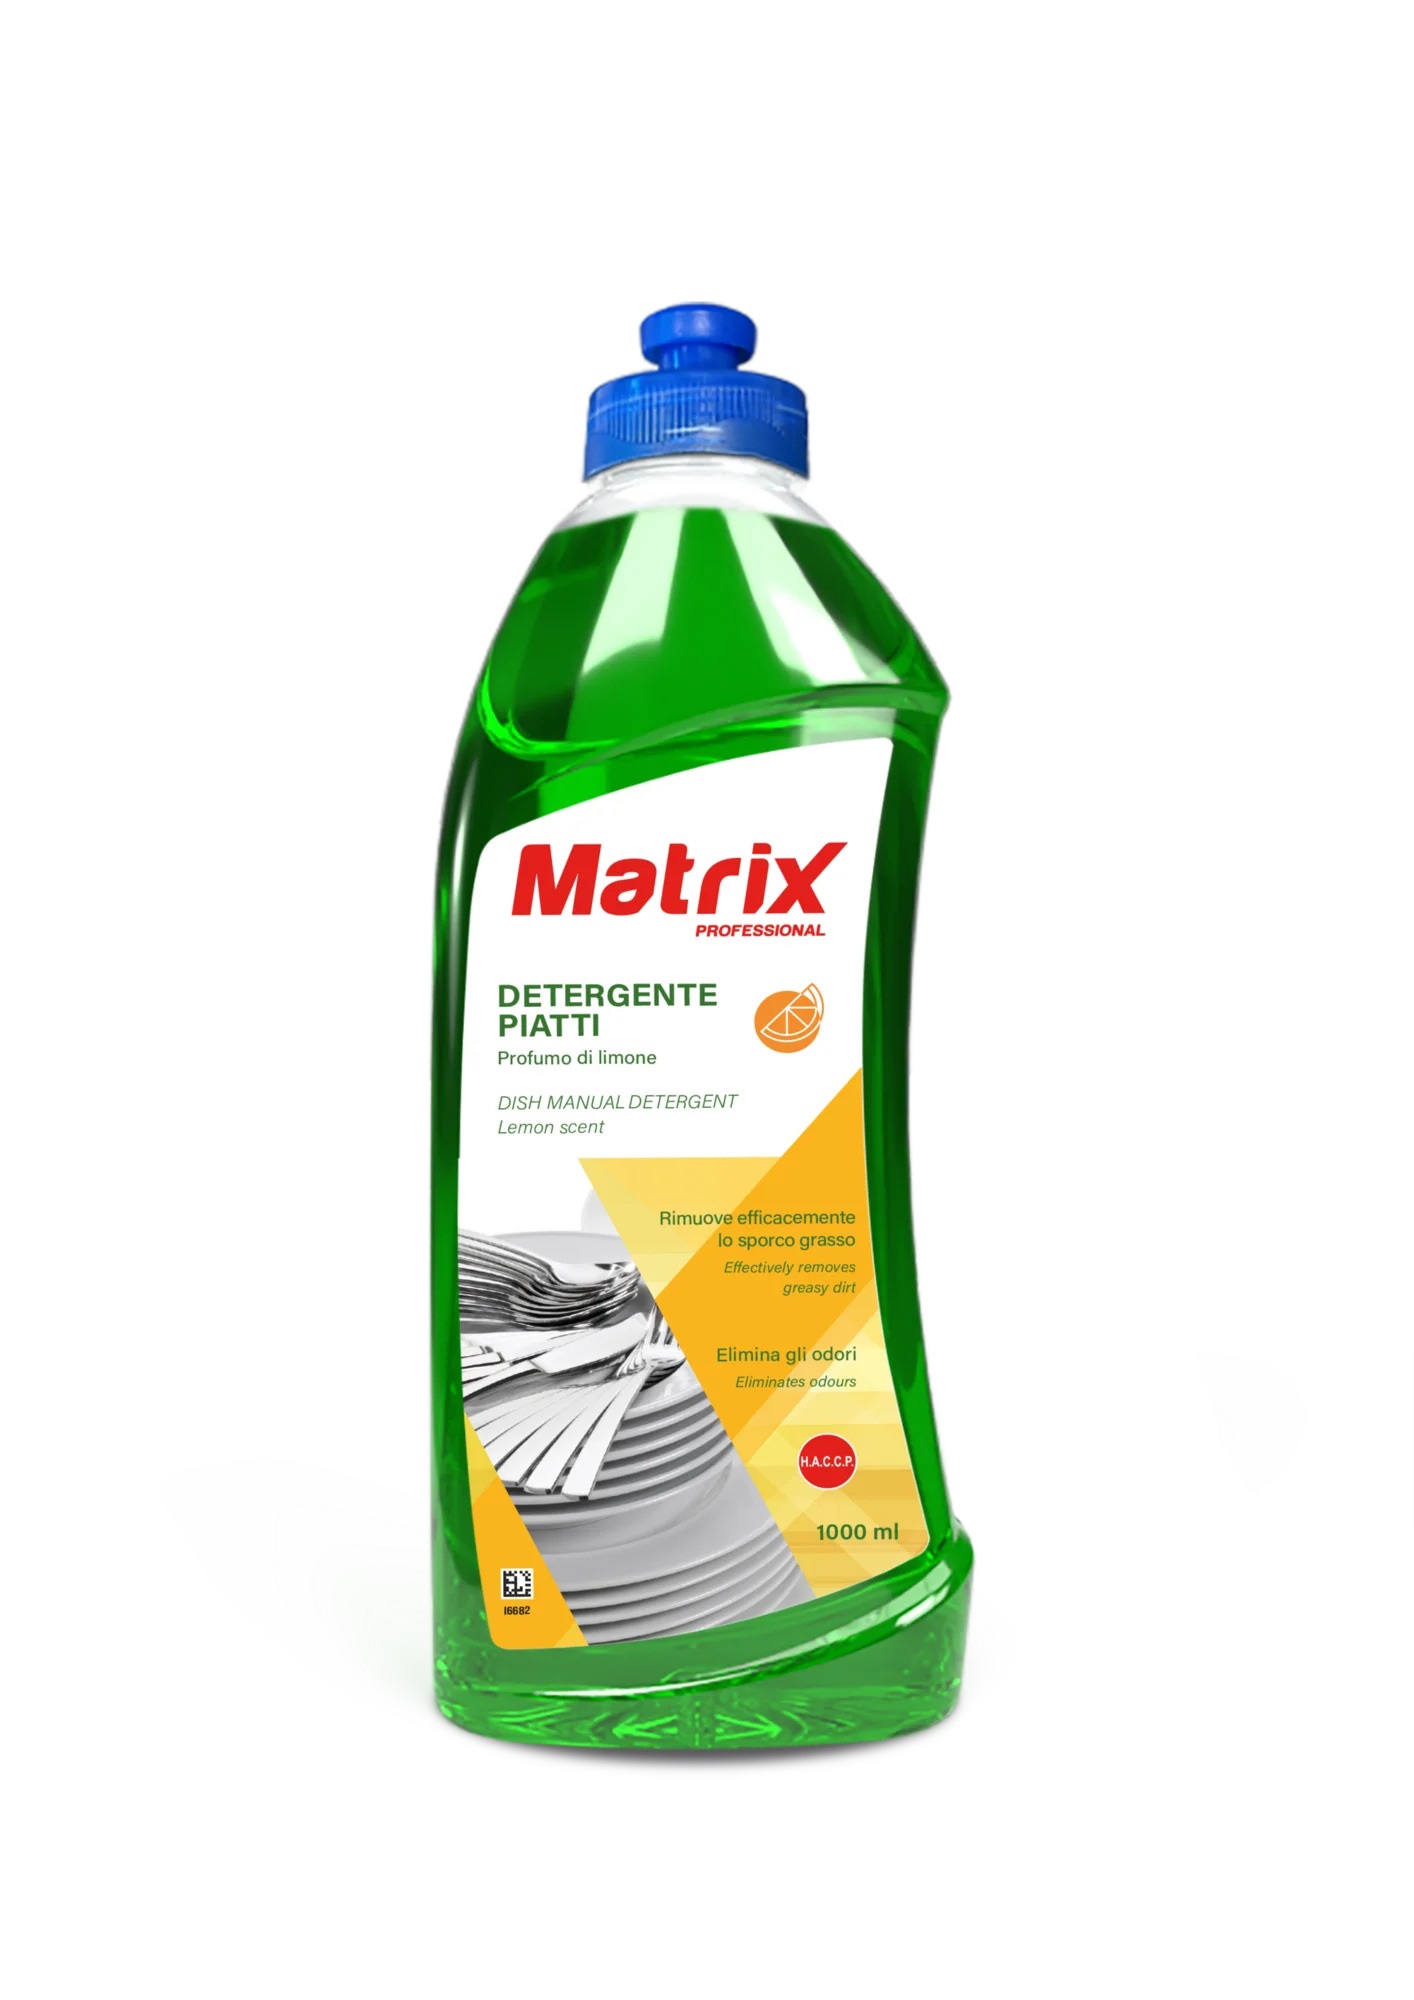 Matrix
PROFESSIONAL
DETERGENTE
PIATTI
Profumo di limone
DISH MANUAL DETERGENT
Lemon scent
Rimuove efficacemente
lo sporco grasso
Effectively removes
greasy dirt
Elimina gli odori
Eliminates odours
H.A.C.C.P.
1000 ml
I6682